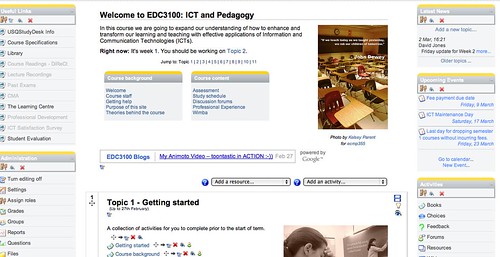 Useful Links
USQStudyDesk Info
Course Specifications
Library
Course Readings - DiReCt
Lecture Recordings
Past Exams
CMA
The Learning Centre
Professional Development
ICT Satisfaction Survey
Student Evaluation
Administration
Turn editing off
Settings
Assign roles
Grades
Groups
Reports
Questions
Files
Welcome to EDC3100: ICT and Pedagogy
In this course we are going to expand our understanding of how to enhance and
transform our learning and teaching with effective applications of Information and
Communication Technologies (ICTs).
Right now: It's week 1. You should be working on Topic 2.
Jump to: Topic 1 | 2 | 3 | 4 | 5 | 6 | 7 | 8 | 9 | 10 | 11
Course background
Welcome
Course staff
Getting help
Purpose of this site
Theories behind the course
Course content
Assessment
Study schedule
Discussion forums
Professional Experience
Wimba
"If we teach today as we taught yesterday,
we rob our children of tomorrow."
John Dewey
Photo by Kelsey Parent
for ecmp355
EDC3100 Blogs
My Animoto Video – toontastic in ACTION :-)) Feb 27
powered by
Google™
Add a resource...
Add an activity...
1
Topic 1 - Getting started
(Up to 27th February)
A collection of activities for you to complete prior to the start of term.
Getting started
Course background
Latest News
Add a new topic...
2 Mar, 16:21
David Jones
Friday update for Week 2 more...
Older topics...
Upcoming Events
Fee payment due date
Friday, 9 March
ICT Maintenance Day
Saturday, 17 March
Last day for dropping semester
1 courses without incurring fees.
Friday, 23 March
Go to calendar...
New Event...
Activities
Books
Choices
Feedback
Forums
Resources